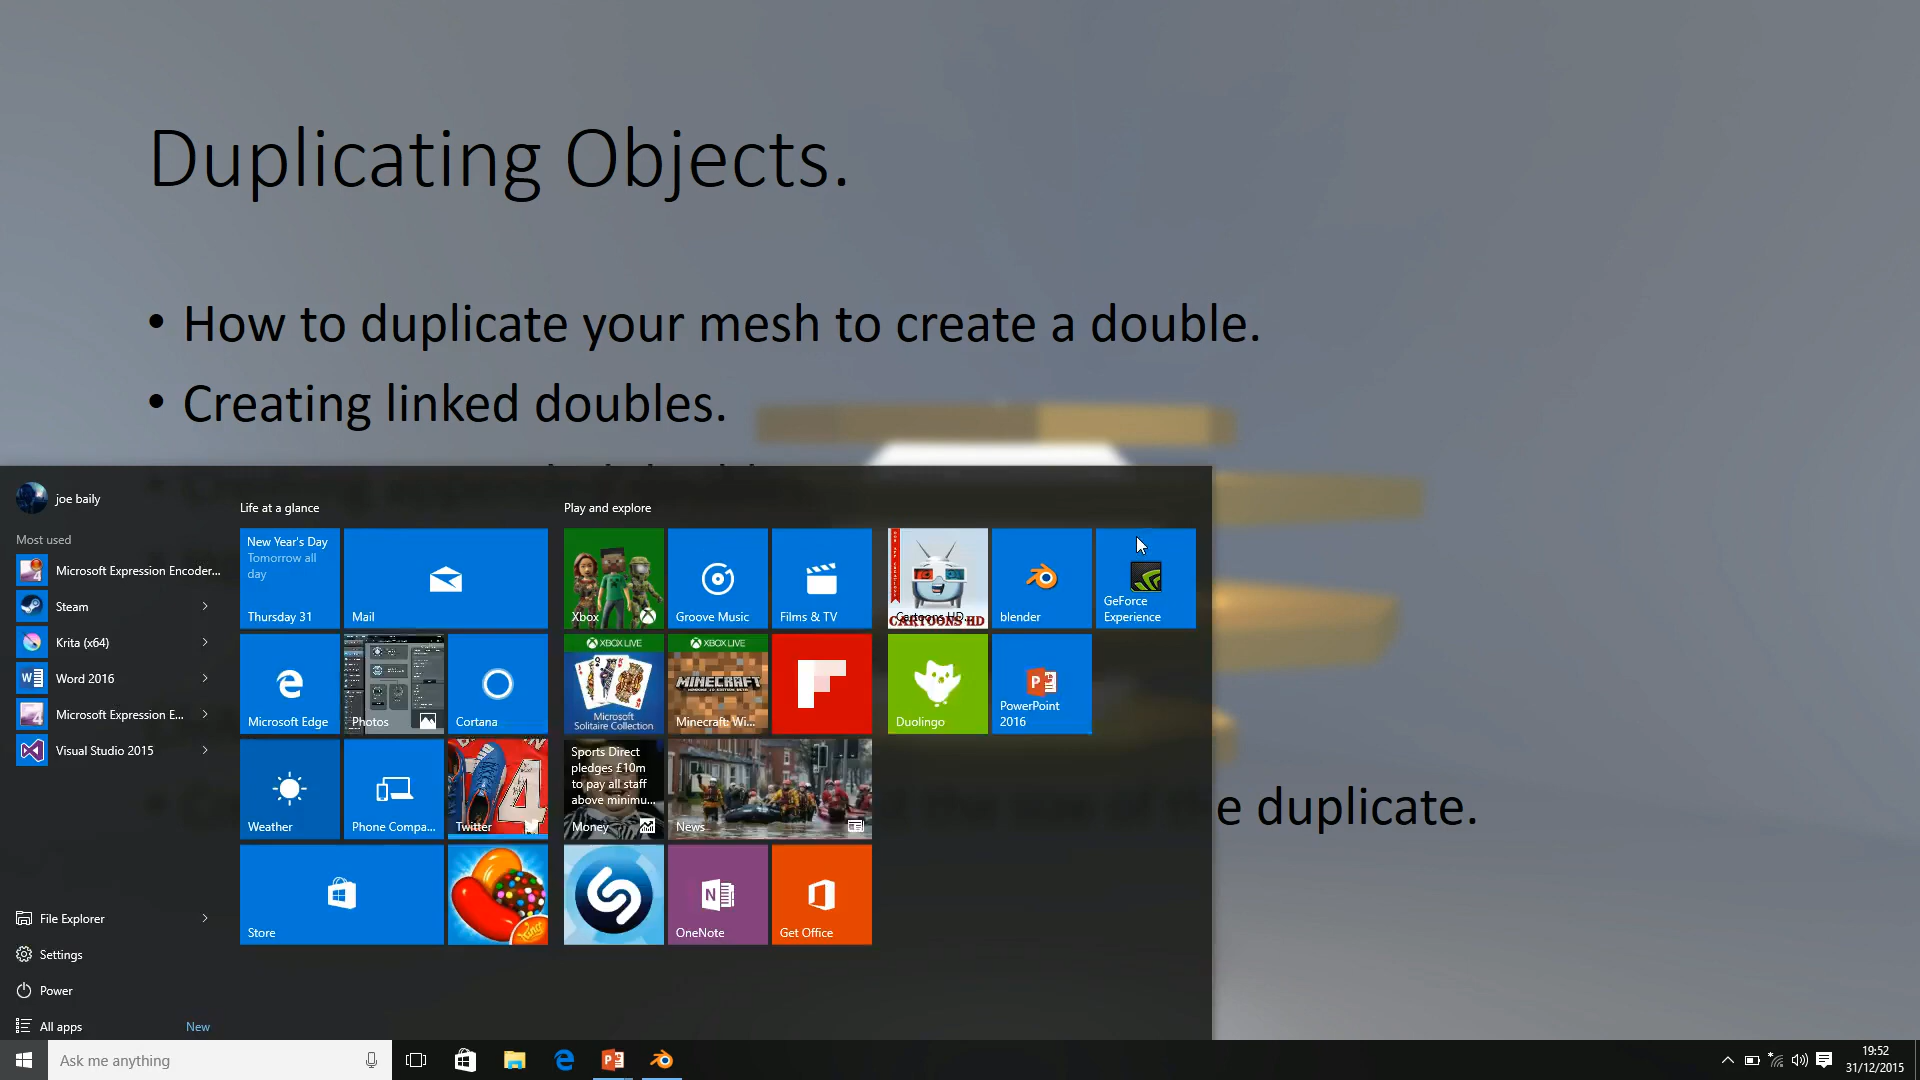 Duplicating Objects.
• How to duplicate your mesh to create a double.
• Creating linked doubles.
e duplicate.
joe baily
Most used
Microsoft Expression Encoder...
Steam
Krita (x64)
Word 2016
Microsoft Expression E...
Visual Studio 2015
File Explorer
Settings
Power
All apps
New
Life at a glance
New Year's Day
Tomorrow all
day
Thursday 31
Mail
Microsoft Edge
Photos
Cortana
Weather
Phone Compa...
Twitter
Store
King
Play and explore
Xbox
Groove Music
Films & TV
XBOX LIVE
Microsoft
Solitaire Collection
XBOX LIVE
MINECRAFT
Minecraft: Wi...
Sports Direct
pledges £10m
to pay all staff
above minimu...
Money
News
OneNote
Get Office
Cartoons HD...
CARTOONS HD
blender
GeForce
Experience
Duolingo
PowerPoint
2016
Ask me anything
19:52
31/12/2015